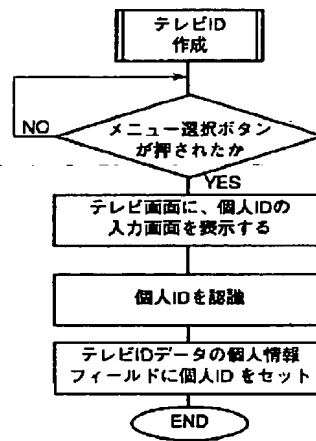 テレビID
作成
NO
メニュー選択ボタン
が押されたか
YES
テレビ画面に、個人IDの
入力画面を表示する
個人IDを認識
テレビIDデータの個人情報
フィールドに個人ID をセット
END